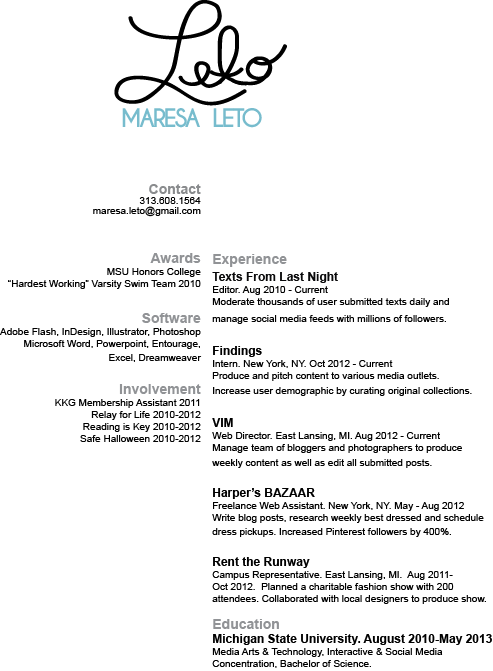 Leto
MARESA LETO
Contact
313.608.1564
maresa.leto@gmail.com
Awards
MSU Honors College
“Hardest Working” Varsity Swim Team 2010
Software
Adobe Flash, InDesign, Illustrator, Photoshop
Microsoft Word, Powerpoint, Entourage,
Excel, Dreamweaver
Involvement
KKG Membership Assistant 2011
Relay for Life 2010-2012
Reading is Key 2010-2012
Safe Halloween 2010-2012
Experience
Texts From Last Night
Editor. Aug 2010 - Current
Moderate thousands of user submitted texts daily and
manage social media feeds with millions of followers.
Findings
Intern. New York, NY. Oct 2012 - Current
Produce and pitch content to various media outlets.
Increase user demographic by curating original collections.
VIM
Web Director. East Lansing, MI. Aug 2012 - Current
Manage team of bloggers and photographers to produce
weekly content as well as edit all submitted posts.
Harper’s BAZAAR
Freelance Web Assistant. New York, NY. May - Aug 2012
Write blog posts, research weekly best dressed and schedule
dress pickups. Increased Pinterest followers by 400%.
Rent the Runway
Campus Representative. East Lansing, MI. Aug 2011-
Oct 2012. Planned a charitable fashion show with 200
attendees. Collaborated with local designers to produce show.
Education
Michigan State University. August 2010-May 2013
Media Arts & Technology, Interactive & Social Media
Concentration, Bachelor of Science.